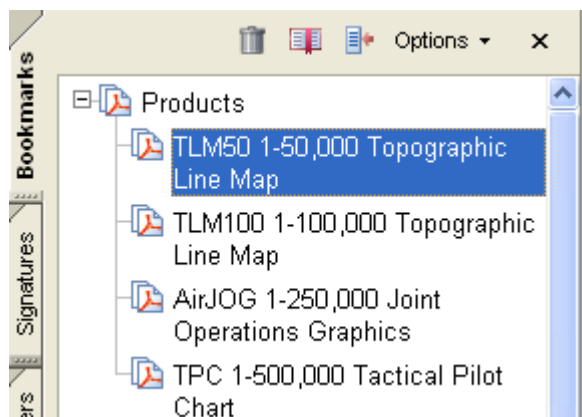 Options
Bookmarks
Signatures
Products
TLM50 1-50,000 Topographic
Line Map
TLM100 1-100,000 Topographic
Line Map
AirJOG 1-250,000 Joint
Operations Graphics
TPC 1-500,000 Tactical Pilot
Chart